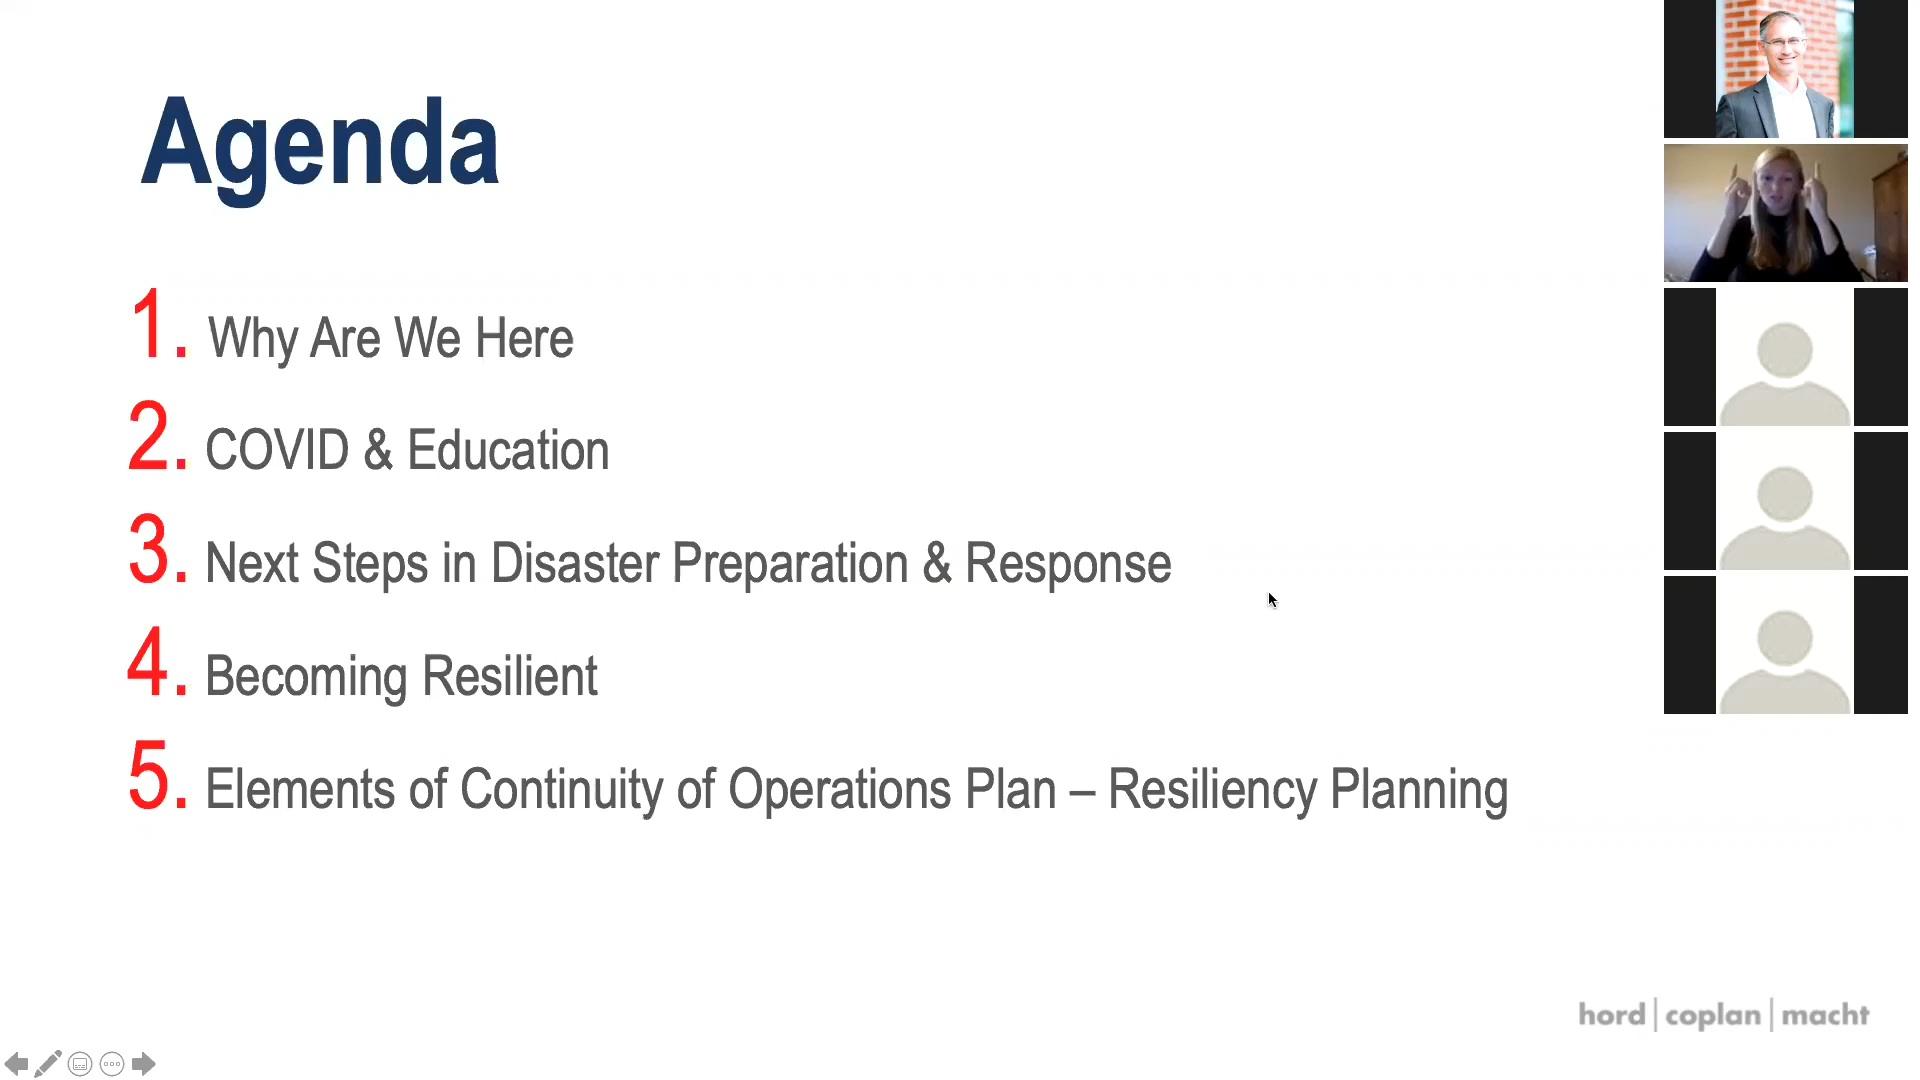 Agenda
1. Why Are We Here
2. COVID & Education
3. Next Steps in Disaster Preparation & Response
4. Becoming Resilient
5. Elements of Continuity of Operations Plan – Resiliency Planning
hord | coplan | macht